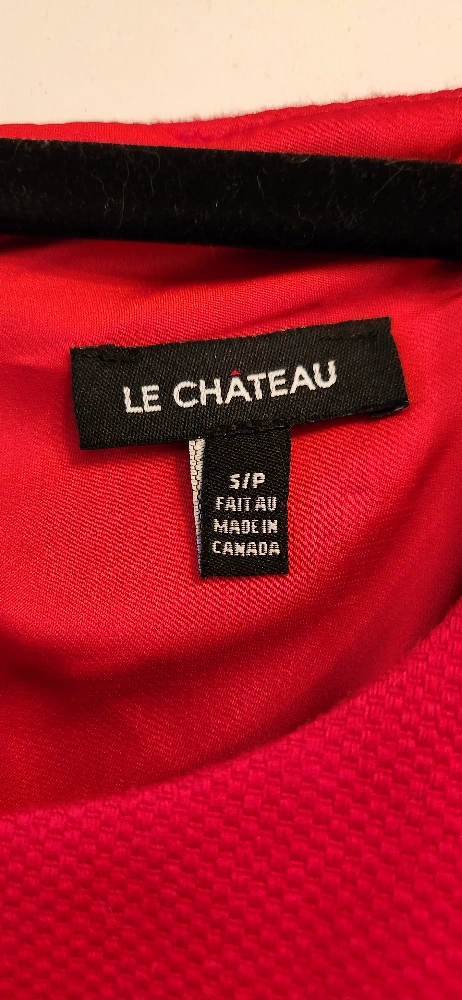 LE CHÂTEAU
S/P
FAIT AU
MADE IN
CANADA